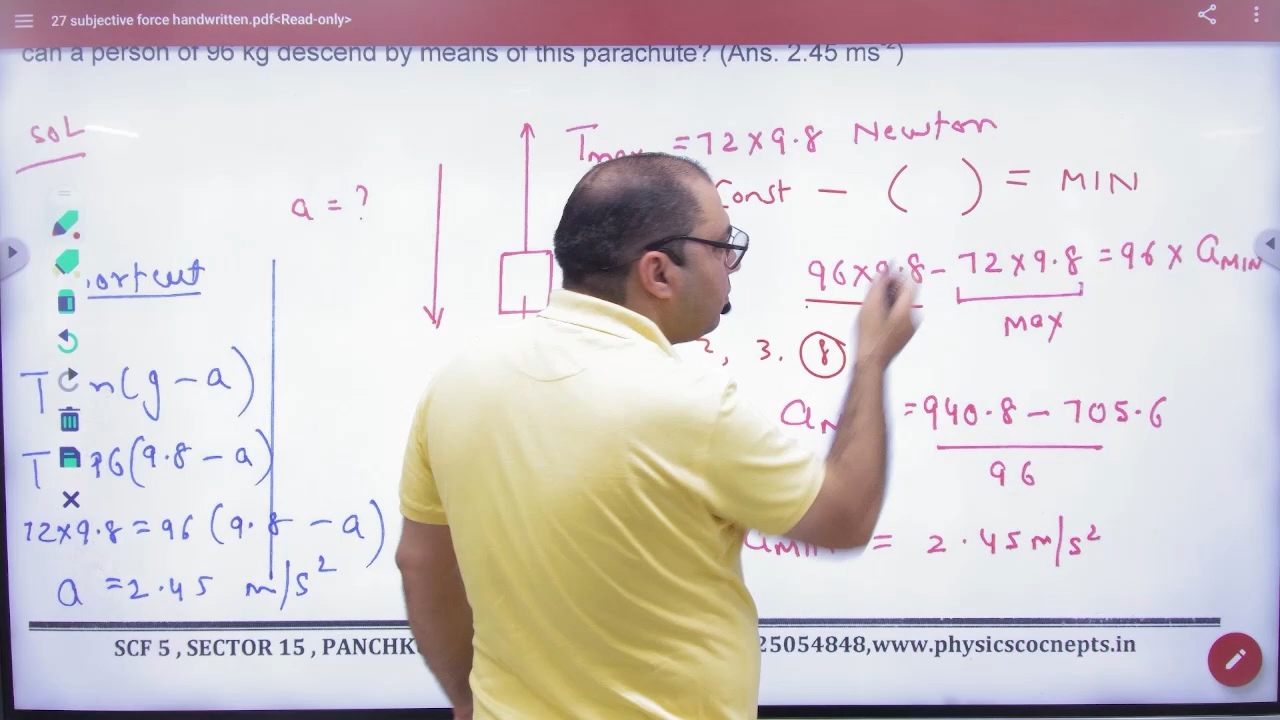 27 subjective force handwritten.pdf<Read-only>
can a person of 96 kg descend by means of this parachute? (Ans. 2.45 ms⁻²)
SOL
= 72×9.8 Newton
Const – ( ) = MIN
a = ?
96×9.8 – 72×9.8 = 96 × aMIN
Max
2, 3. 8
= 940.8 – 705.6
96
aMIN = 2.45 m/s²
(g – a)
T
(9.8 – a)
72×9.8 = 96 (9.8 – a)
a = 2.45 m/s²
SCF 5 , SECTOR 15 , 25054848,www.physicscocnepts.in